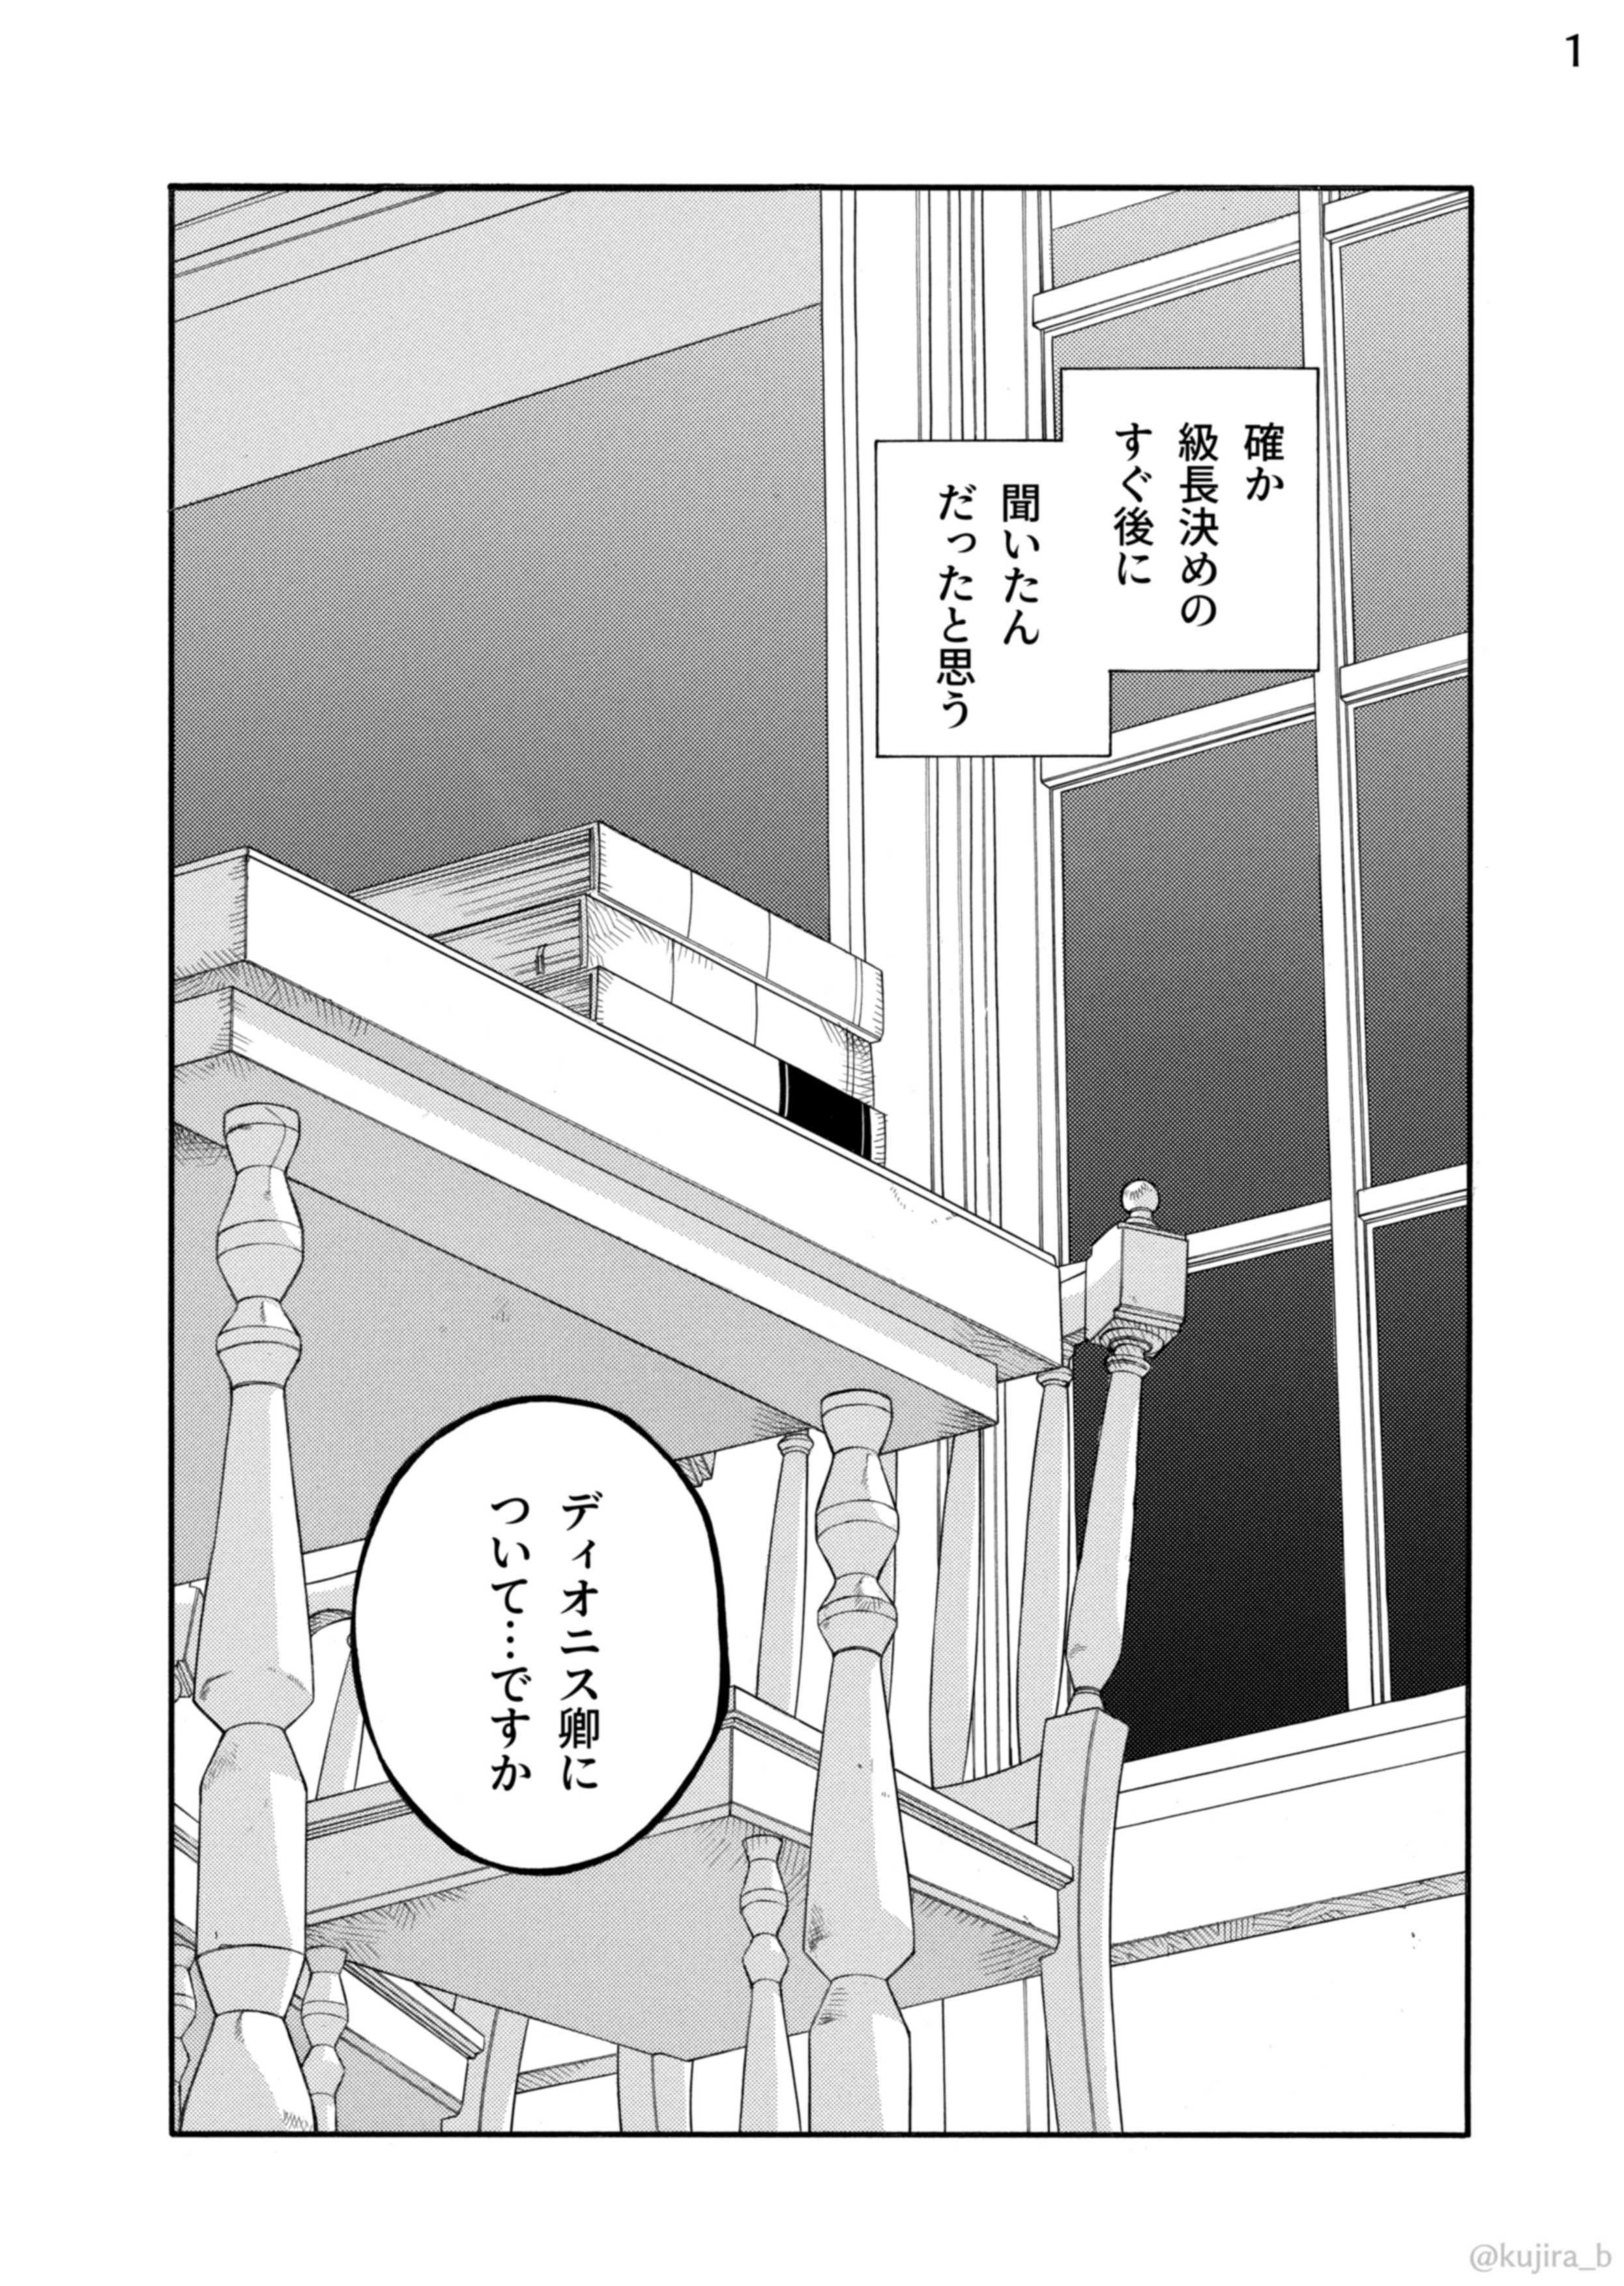 1
確か
級長決めの
すぐ後に
聞いたん
だったと思う
ディオニス卿に
ついて…ですか
@kujira_b